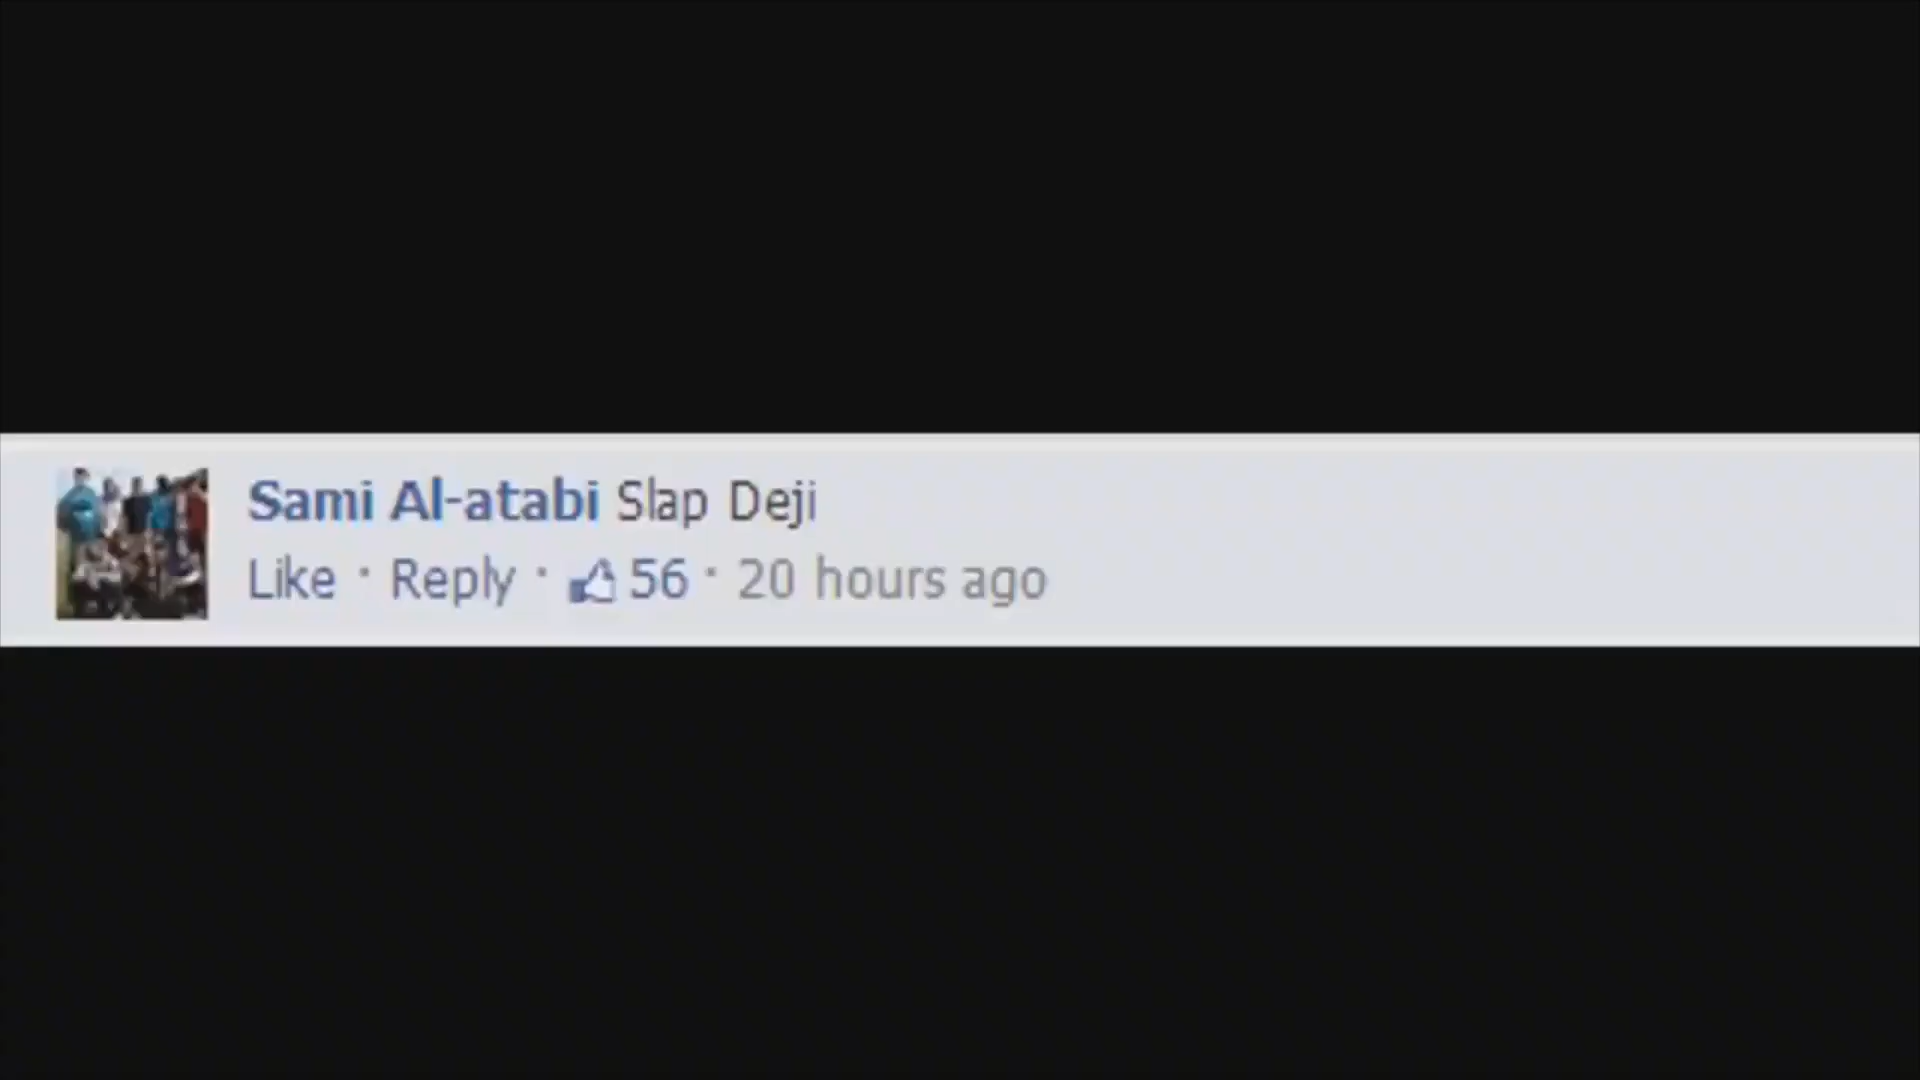 Sami Al-atabi Slap Deji
Like · Reply · 56 · 20 hours ago